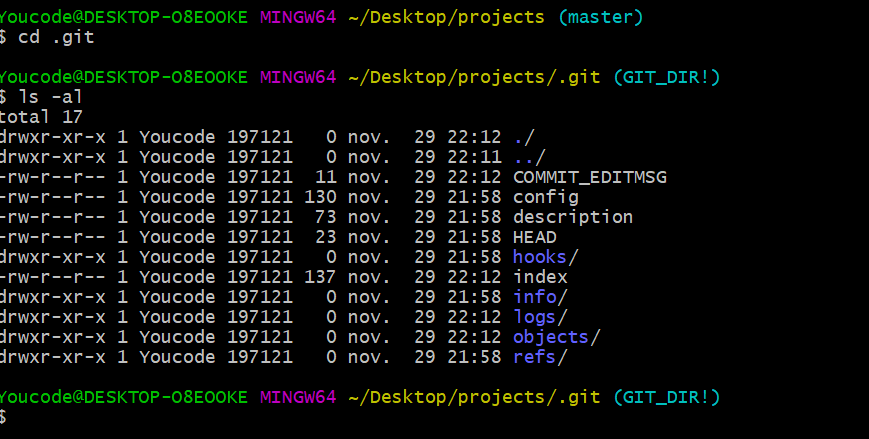 Youcode@DESKTOP-O8EOOKE MINGW64 ~/Desktop/projects (master)
$ cd .git
Youcode@DESKTOP-O8EOOKE MINGW64 ~/Desktop/projects/.git (GIT_DIR!)
$ ls -al
total 17
drwxr-xr-x 1 Youcode 197121   0 nov.  29 22:12 ./
drwxr-xr-x 1 Youcode 197121   0 nov.  29 22:11 ../
-rw-r--r-- 1 Youcode 197121  11 nov.  29 22:12 COMMIT_EDITMSG
-rw-r--r-- 1 Youcode 197121 130 nov.  29 21:58 config
-rw-r--r-- 1 Youcode 197121  73 nov.  29 21:58 description
-rw-r--r-- 1 Youcode 197121  23 nov.  29 21:58 HEAD
drwxr-xr-x 1 Youcode 197121   0 nov.  29 21:58 hooks/
-rw-r--r-- 1 Youcode 197121 137 nov.  29 22:12 index
drwxr-xr-x 1 Youcode 197121   0 nov.  29 21:58 info/
drwxr-xr-x 1 Youcode 197121   0 nov.  29 22:12 logs/
drwxr-xr-x 1 Youcode 197121   0 nov.  29 22:12 objects/
drwxr-xr-x 1 Youcode 197121   0 nov.  29 21:58 refs/
Youcode@DESKTOP-O8EOOKE MINGW64 ~/Desktop/projects/.git (GIT_DIR!)
$